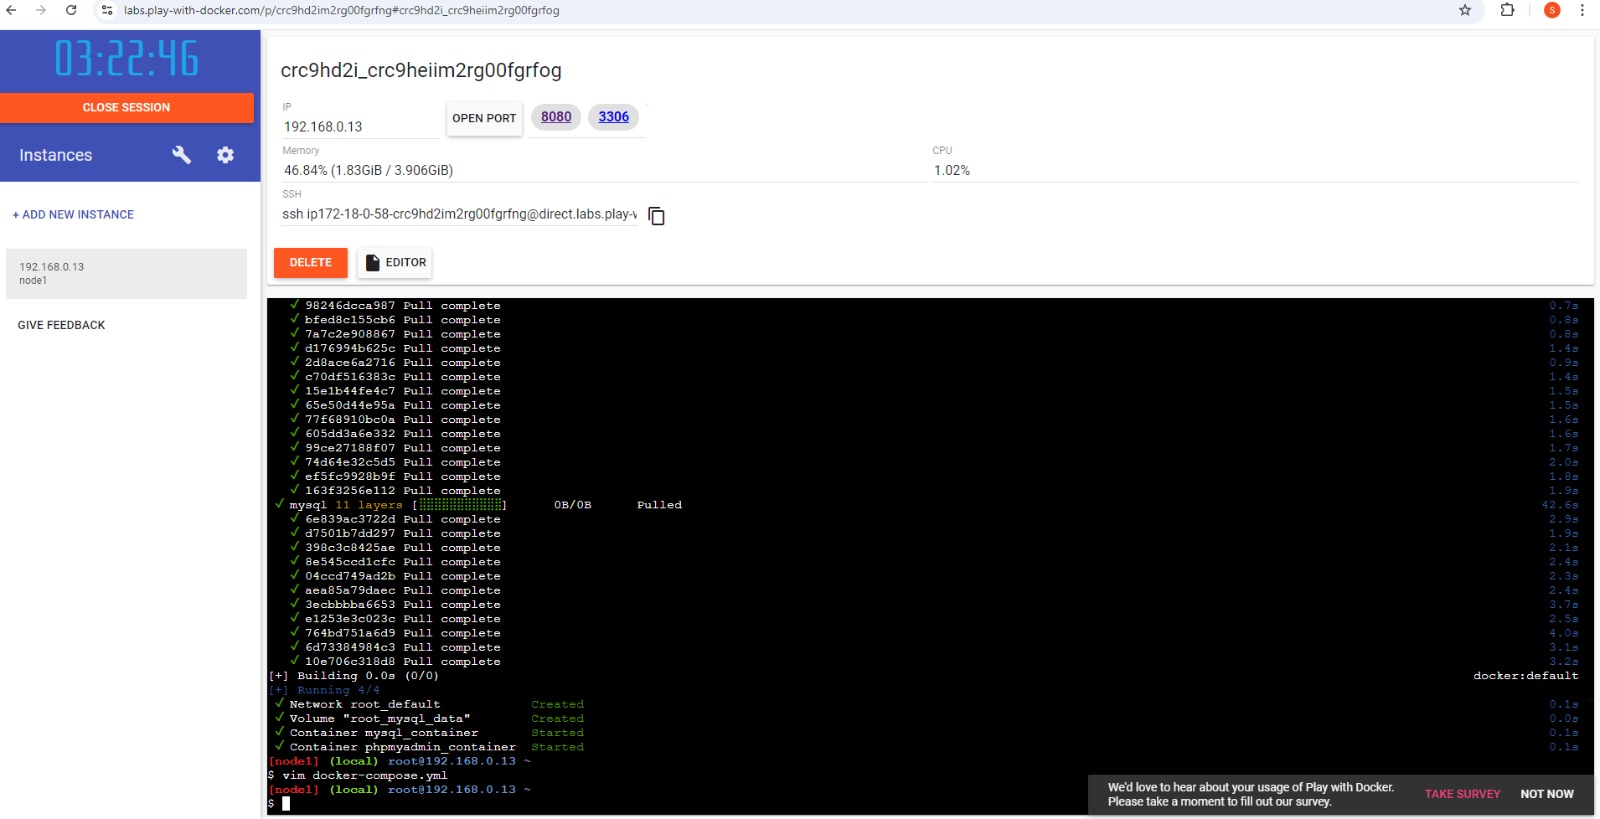 labs.play-with-docker.com/p/crc9hd2im2rg00fgrfng#crc9hd2i_crc9heiim2rg00fgrfog
S
03:22:46
CLOSE SESSION
Instances
+ ADD NEW INSTANCE
192.168.0.13
node1
GIVE FEEDBACK
crc9hd2i_crc9heiim2rg00fgrfog
IP
192.168.0.13
OPEN PORT
8080
3306
Memory
46.84% (1.83GiB / 3.906GiB)
CPU
1.02%
SSH
ssh ip172-18-0-58-crc9hd2im2rg00fgrfng@direct.labs.play-v
DELETE
EDITOR
✓ 98246dcca987 Pull complete 0.7s
✓ bfed8c155cb6 Pull complete 0.8s
✓ 7a7c2e908867 Pull complete 0.8s
✓ d176994b625c Pull complete 1.4s
✓ 2d8ace6a2716 Pull complete 0.9s
✓ c70df516383c Pull complete 1.4s
✓ 15e1b44fe4c7 Pull complete 1.5s
✓ 65e50d44e95a Pull complete 1.5s
✓ 77f68910bc0a Pull complete 1.6s
✓ 605dd3a6e332 Pull complete 1.6s
✓ 99ce27188f07 Pull complete 1.7s
✓ 74d64e32c5d5 Pull complete 2.0s
✓ ef5fc9928b9f Pull complete 1.8s
✓ 163f3256e112 Pull complete 1.9s
✓ mysql 11 layers [⣿⣿⣿⣿⣿⣿⣿⣿⣿⣿⣿] 0B/0B Pulled 42.6s
✓ 6e839ac3722d Pull complete 2.9s
✓ d7501b7dd297 Pull complete 1.9s
✓ 398c3c8425ae Pull complete 2.1s
✓ 8e545ccd1cfc Pull complete 2.4s
✓ 04ccd749ad2b Pull complete 2.3s
✓ aea85a79daec Pull complete 2.4s
✓ 3ecbbbba6653 Pull complete 3.7s
✓ e1253e3c023c Pull complete 2.5s
✓ 764bd751a6d9 Pull complete 4.0s
✓ 6d73384984c3 Pull complete 3.1s
✓ 10e706c318d8 Pull complete 3.2s
[+] Building 0.0s (0/0) docker:default
[+] Running 4/4
✓ Network root_default Created 0.1s
✓ Volume "root_mysql_data" Created 0.0s
✓ Container mysql_container Started 0.1s
✓ Container phpmyadmin_container Started 0.1s
[node1] (local) root@192.168.0.13 ~
$ vim docker-compose.yml
[node1] (local) root@192.168.0.13 ~
$
We'd love to hear about your usage of Play with Docker.
Please take a moment to fill out our survey.
TAKE SURVEY
NOT NOW